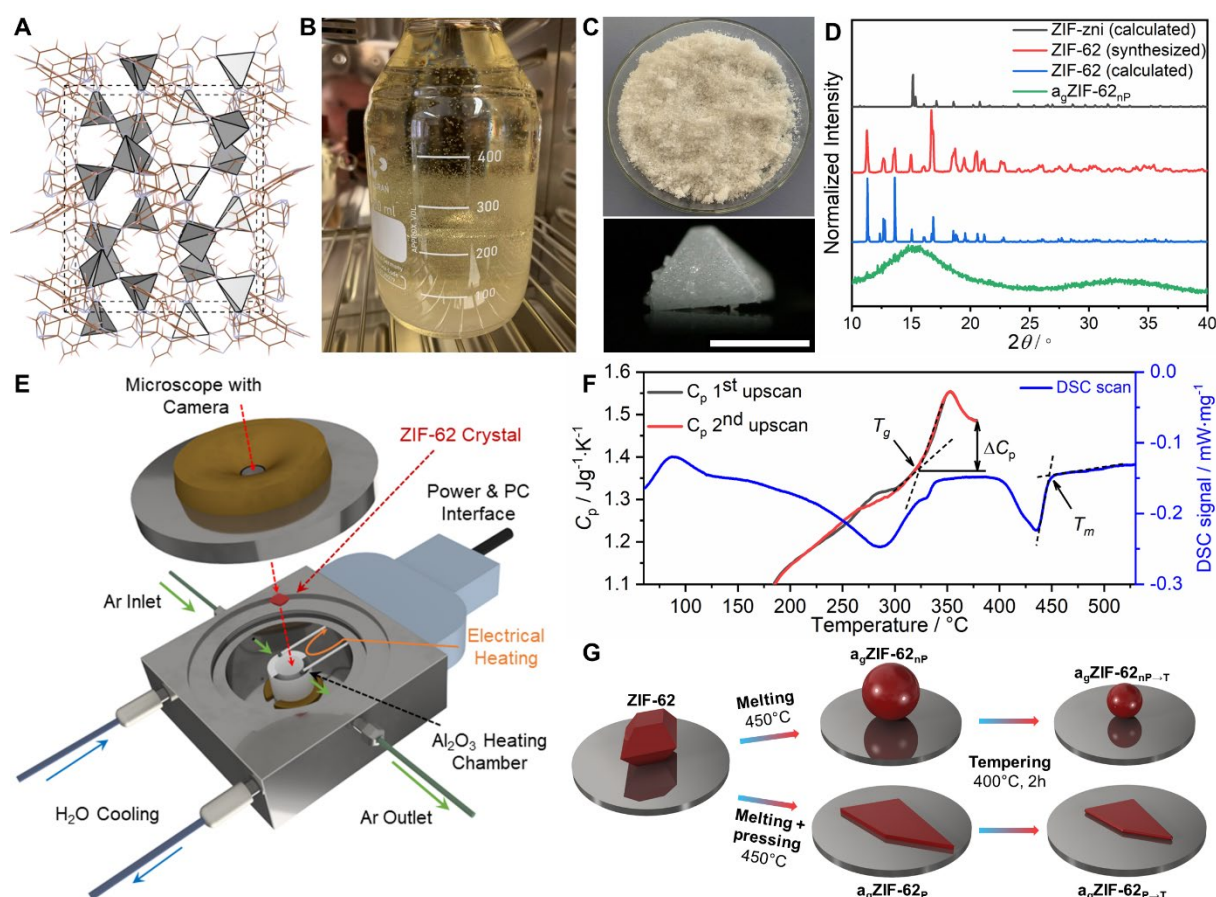 A
B
400
300
200
100
APPROX. VOL.
C
D
Normalized Intensity
ZIF-zni (calculated)
ZIF-62 (synthesized)
ZIF-62 (calculated)
agZIF-62nP
10 15 20 25 30 35 40
2θ / °
E
Microscope with
Camera
ZIF-62 Crystal
Power & PC
Interface
Ar Inlet
Electrical
Heating
Al₂O₃ Heating
Chamber
H₂O Cooling
Ar Outlet
F
Cp / Jg⁻¹·K⁻¹
1.6
1.5
1.4
1.3
1.2
1.1
Cp 1st upscan
Cp 2nd upscan
DSC scan
Tg
ΔCp
Tm
0.0
-0.1
-0.2
-0.3
DSC signal / mW·mg⁻¹
100 150 200 250 300 350 400 450 500
Temperature / °C
G
ZIF-62
Melting
450°C
agZIF-62nP
agZIF-62nP→T
Tempering
400°C, 2h
Melting +
pressing
450°C
agZIF-62P
agZIF-62P→T